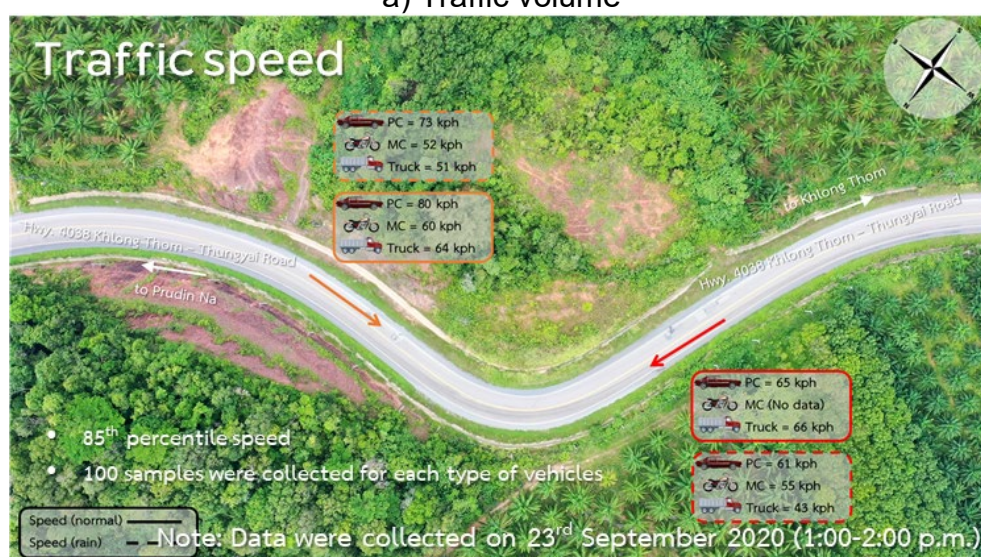 a) Traffic volume
Traffic speed
PC = 73 kph
MC = 52 kph
Truck = 51 kph
PC = 80 kph
MC = 60 kph
Truck = 64 kph
to Khlong Thom
Hwy. 4038 Khlong Thom – Thungyai Road
Hwy. 4038 Khlong Thom – Thungyai Road
to Prudin Na
PC = 65 kph
MC (No data)
Truck = 66 kph
• 85th percentile speed
• 100 samples were collected for each type of vehicles
PC = 61 kph
MC = 55 kph
Truck = 43 kph
Speed (normal)
Speed (rain)
Note: Data were collected on 23rd September 2020 (1:00-2:00 p.m.)